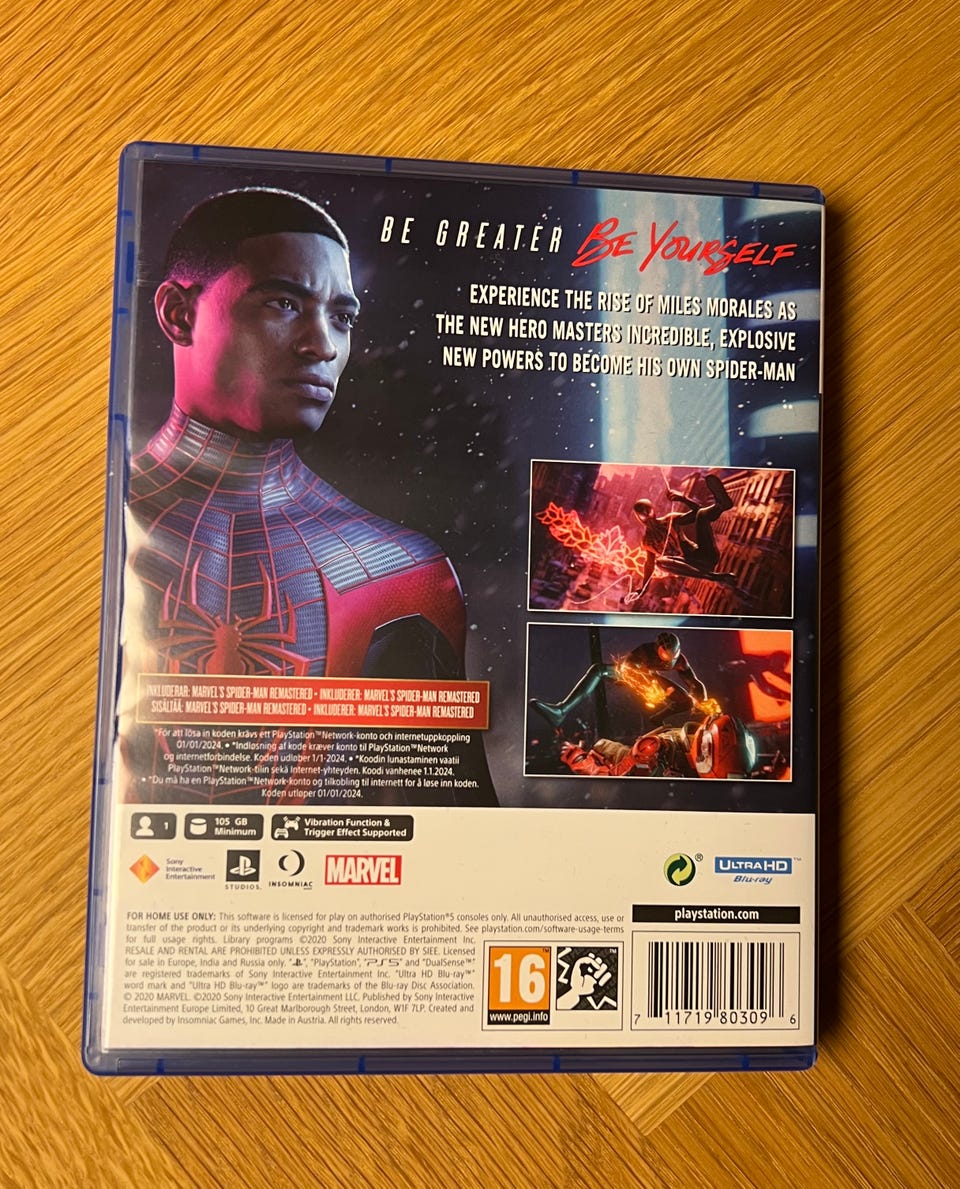 BE GREATER BE YOURSELF
EXPERIENCE THE RISE OF MILES MORALES AS
THE NEW HERO MASTERS INCREDIBLE, EXPLOSIVE
NEW POWERS TO BECOME HIS OWN SPIDER-MAN
INKLUDERAR: MARVEL'S SPIDER-MAN REMASTERED • INKLUDERER: MARVEL'S SPIDER-MAN REMASTERED
SISÄLTÄÄ: MARVEL'S SPIDER-MAN REMASTERED • INKLUDERER: MARVEL'S SPIDER-MAN REMASTERED
*För att lösa in koden krävs ett PlayStation™Network-konto och internetuppkoppling
01/01/2024. • *Indløsning af kode kræver konto til PlayStation™Network
og internetforbindelse. Koden udløber 1/1-2024. • *Koodin lunastaminen vaatii
PlayStation™Network-tilin sekä Internet-yhteyden. Koodi vanhenee 1.1.2024.
• *Du må ha en PlayStation™Network-konto og tilkobling til internett for å løse inn koden.
Koden utløper 01/01/2024.
1
105 GB
Minimum
Vibration Function &
Trigger Effect Supported
Sony
Interactive
Entertainment
STUDIOS.
INSOMNIAC
GAMES
MARVEL
®
ULTRA HD™
Blu-ray
FOR HOME USE ONLY: This software is licensed for play on authorised PlayStation®5 consoles only. All unauthorised access, use or
transfer of the product or its underlying copyright and trademark works is prohibited. See playstation.com/software-usage-terms
for full usage rights. Library programs ©2020 Sony Interactive Entertainment Inc.
RESALE AND RENTAL ARE PROHIBITED UNLESS EXPRESSLY AUTHORISED BY SIEE. Licensed
for sale in Europe, India and Russia only. "PS", "PlayStation", "PS5" and "DualSense™"
are registered trademarks of Sony Interactive Entertainment Inc. "Ultra HD Blu-ray™"
word mark and "Ultra HD Blu-ray™" logo are trademarks of the Blu-ray Disc Association.
© 2020 MARVEL. ©2020 Sony Interactive Entertainment LLC. Published by Sony Interactive
Entertainment Europe Limited, 10 Great Marlborough Street, London, W1F 7LP. Created and
developed by Insomniac Games, Inc. Made in Austria. All rights reserved.
16
www.pegi.info
playstation.com
7 11719 80309 6